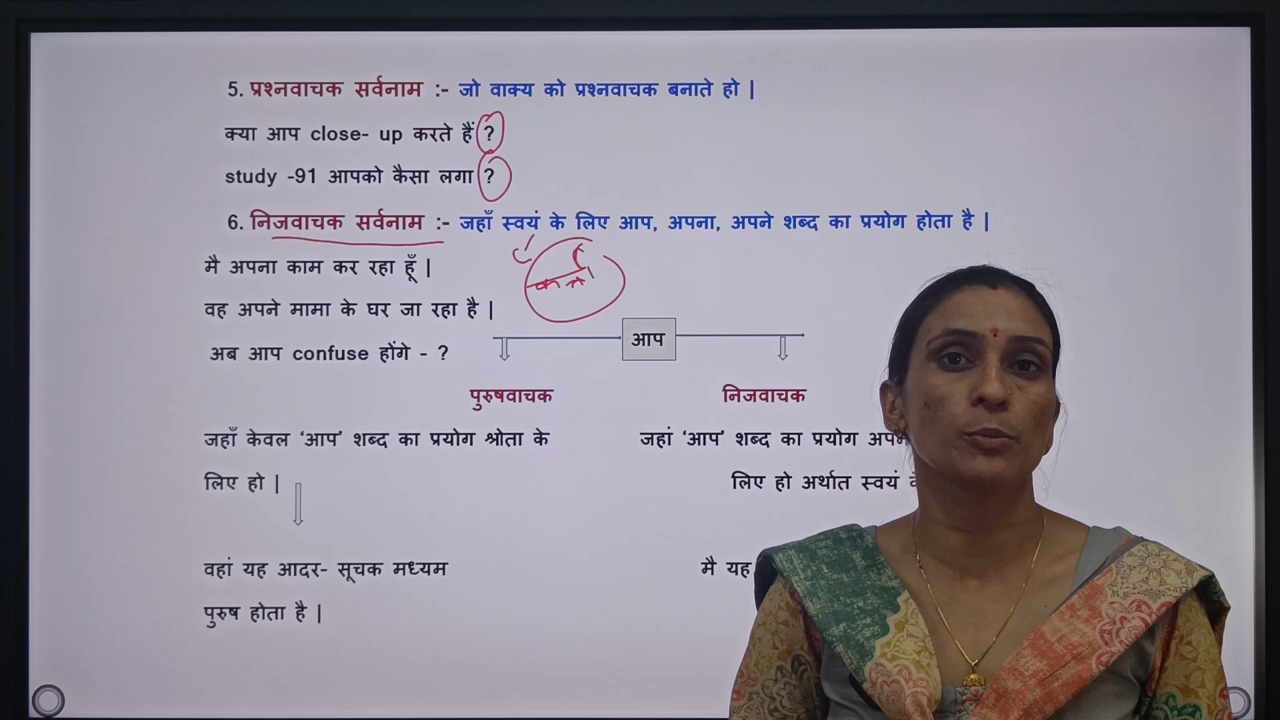 5. प्रश्नवाचक सर्वनाम :- जो वाक्य को प्रश्नवाचक बनाते हो |
क्या आप close- up करते हैं ?
study -91 आपको कैसा लगा ?
6. निजवाचक सर्वनाम :- जहाँ स्वयं के लिए आप, अपना, अपने शब्द का प्रयोग होता है |
मै अपना काम कर रहा हूँ |
कर्ता
वह अपने मामा के घर जा रहा है |
आप
अब आप confuse होंगे - ?
पुरुषवाचक निजवाचक
जहाँ केवल ‘आप’ शब्द का प्रयोग श्रोता के जहां ‘आप’ शब्द का प्रयोग
लिए हो | लिए हो अर्थात स्वयं
वहां यह आदर- सूचक मध्यम मै यह
पुरुष होता है |